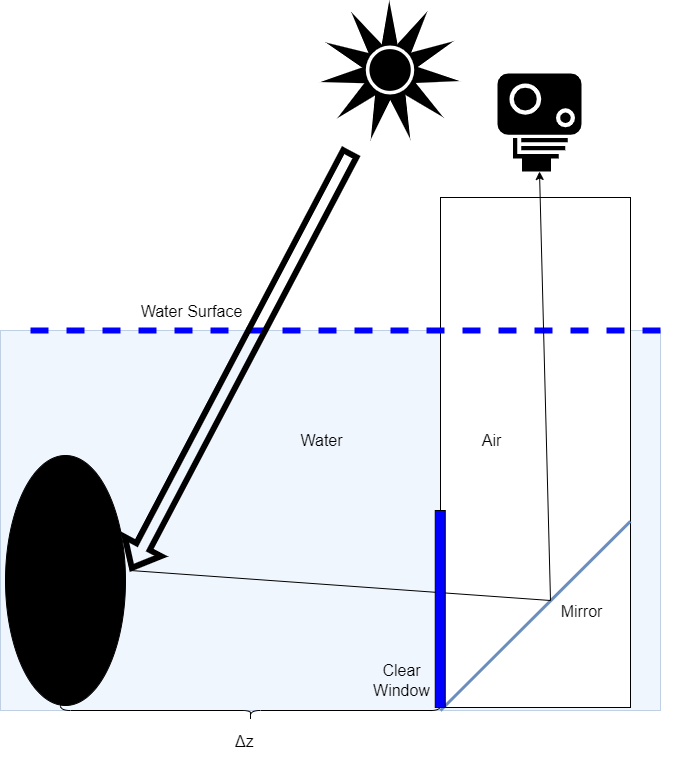 Water Surface
Water
Air
Mirror
Clear
Window
Δz